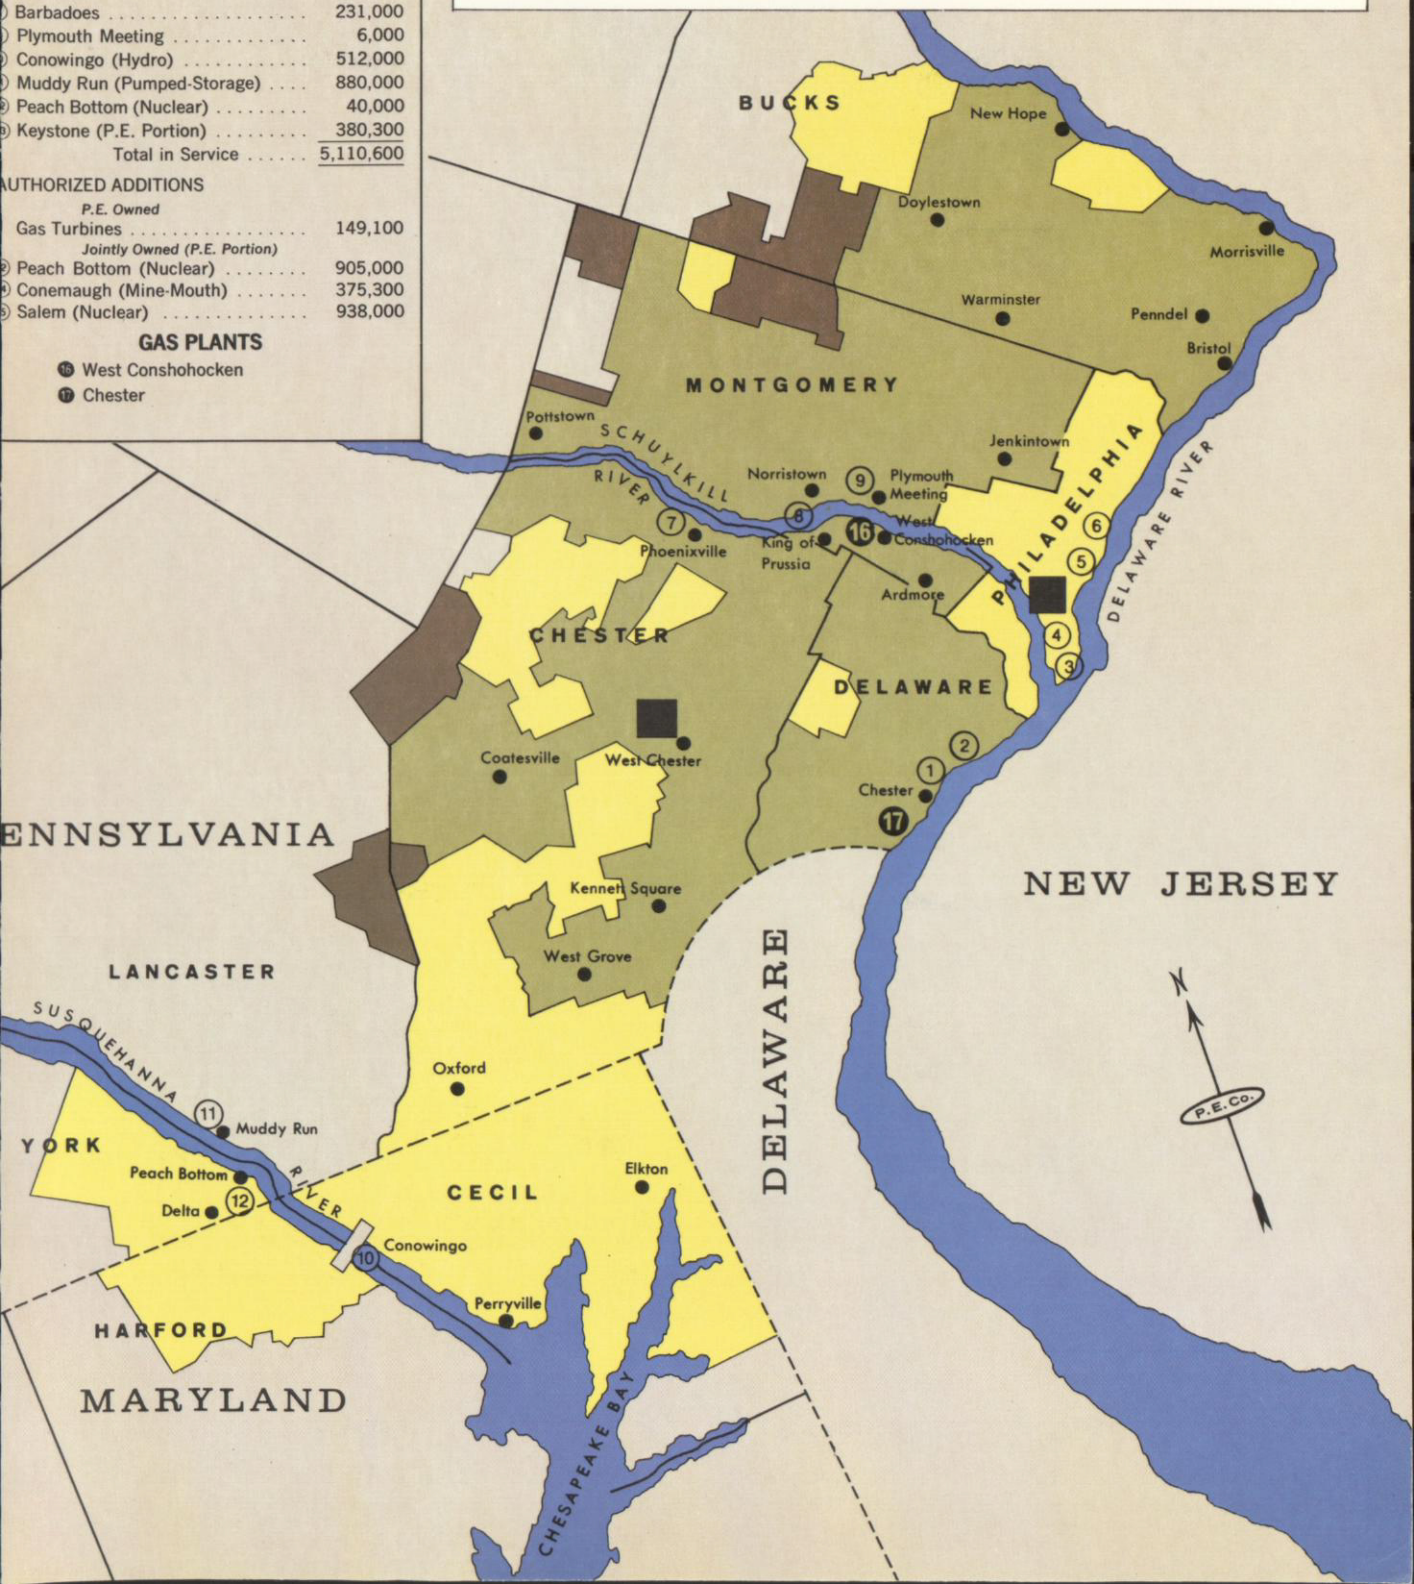 Barbadoes . . . . . . . . . . . . . . . . . . . . 231,000
Plymouth Meeting . . . . . . . . . . . . . 6,000
Conowingo (Hydro) . . . . . . . . . . . . 512,000
Muddy Run (Pumped-Storage) . . . . 880,000
Peach Bottom (Nuclear) . . . . . . . . . 40,000
Keystone (P.E. Portion) . . . . . . . . . 380,300
Total in Service . . . . . . 5,110,600
AUTHORIZED ADDITIONS
P.E. Owned
Gas Turbines . . . . . . . . . . . . . . . . . 149,100
Jointly Owned (P.E. Portion)
Peach Bottom (Nuclear) . . . . . . . . 905,000
Conemaugh (Mine-Mouth) . . . . . . . 375,300
Salem (Nuclear) . . . . . . . . . . . . . . 938,000
GAS PLANTS
16 West Conshohocken
17 Chester
BUCKS
New Hope
Doylestown
Morrisville
Warminster
Penndel
Bristol
MONTGOMERY
Pottstown
SCHUYLKILL
RIVER
Jenkintown
Norristown
9
Plymouth
Meeting
PHILADELPHIA
DELAWARE RIVER
7
8
16
West
Conshohocken
6
Phoenixville
King of
Prussia
5
Ardmore
CHESTER
4
3
DELAWARE
2
Coatesville
West Chester
1
Chester
17
ENNSYLVANIA
NEW JERSEY
Kennett Square
DELAWARE
West Grove
LANCASTER
N
SUSQUEHANNA
RIVER
Oxford
P.E.Co.
11
Muddy Run
YORK
Peach Bottom
Elkton
CECIL
12
Delta
10
Conowingo
Perryville
HARFORD
MARYLAND
CHESAPEAKE BAY